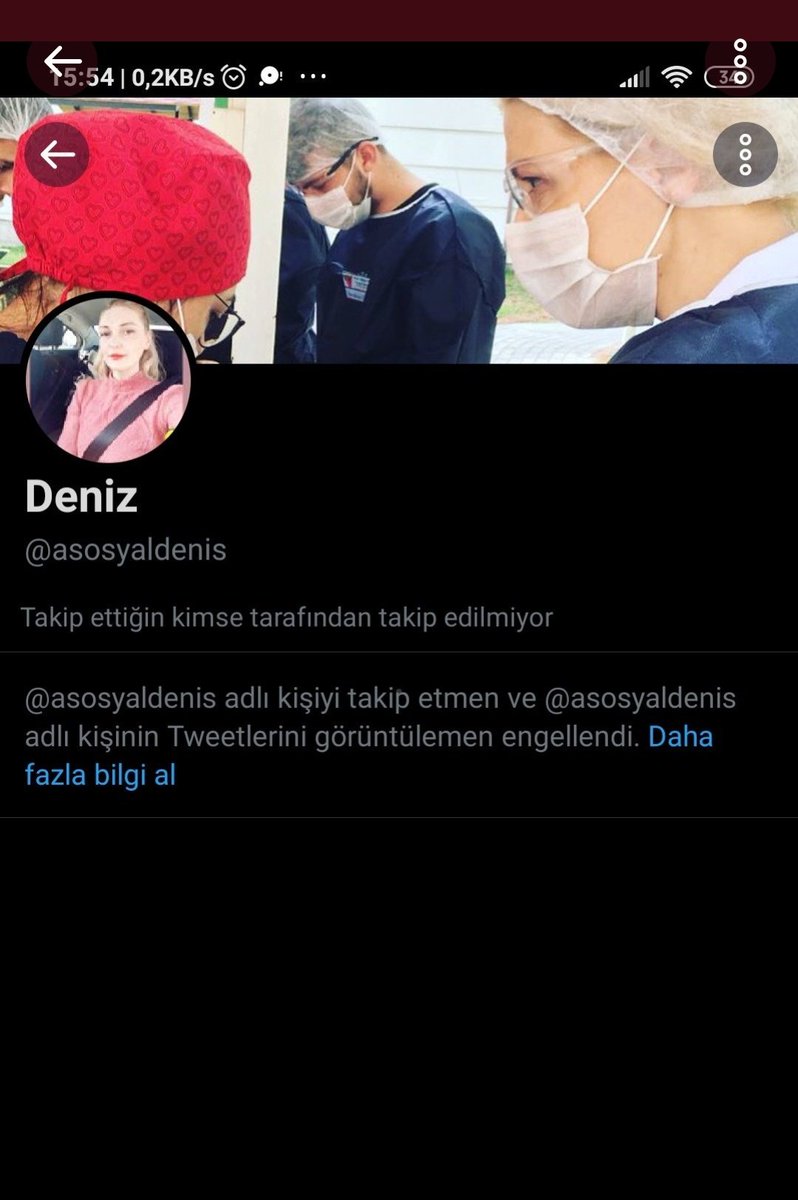 15:54 | 0,2KB/s
34
Deniz
@asosyaldenis
Takip ettiğin kimse tarafından takip edilmiyor
@asosyaldenis adlı kişiyi takip etmen ve @asosyaldenis
adlı kişinin Tweetlerini görüntülemen engellendi. Daha
fazla bilgi al